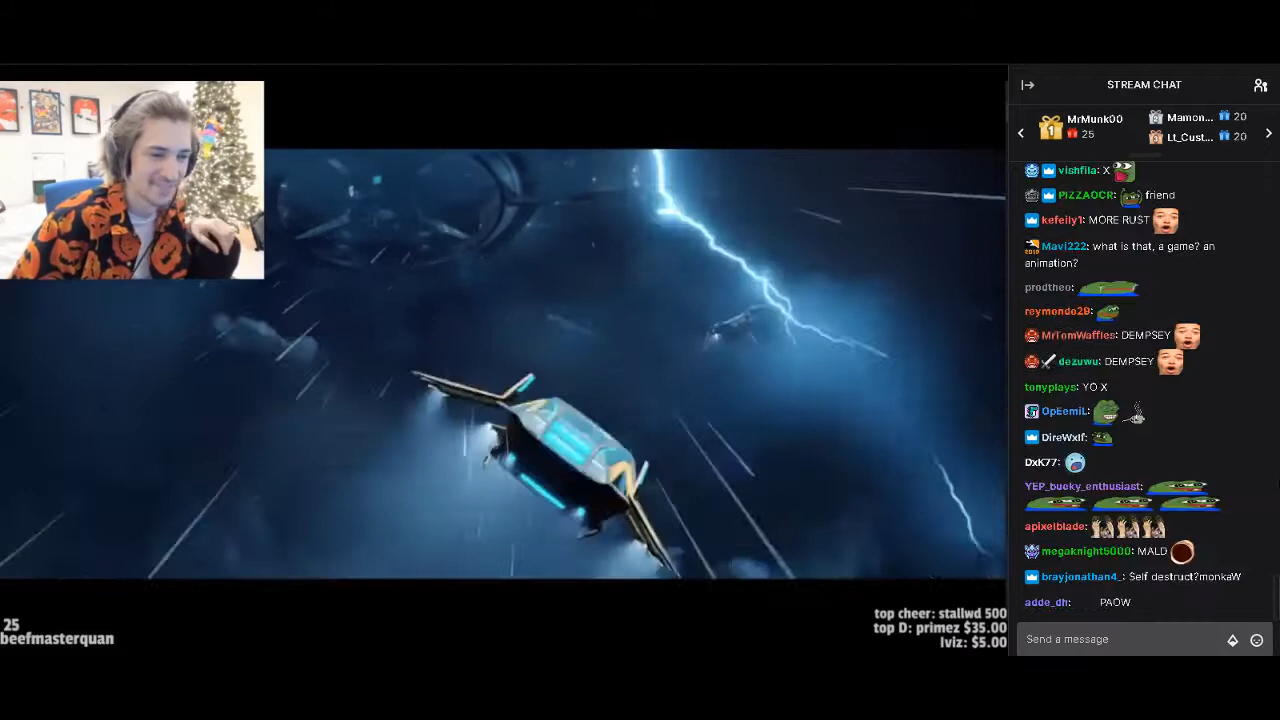 STREAM CHAT
MrMunk00
25
Mamon... 20
Lt_Cust... 20
vishfila: X
PIZZAOCR: friend
kefeily1: MORE RUST
Mavi222: what is that, a game? an
animation?
prodtheo:
reymondo29:
MrTomWaffles: DEMPSEY
dezuwu: DEMPSEY
tonyplays: YO X
OpEemiL:
DireWxlf:
DxK77:
YEP_bucky_enthusiast:
apixelblade:
megaknight5000: MALD
brayjonathan4_: Self destruct?monkaW
adde_dh: PAOW
Send a message
25
beefmasterquan
top cheer: stallwd 500
top D: primez $35.00
lviz: $5.00